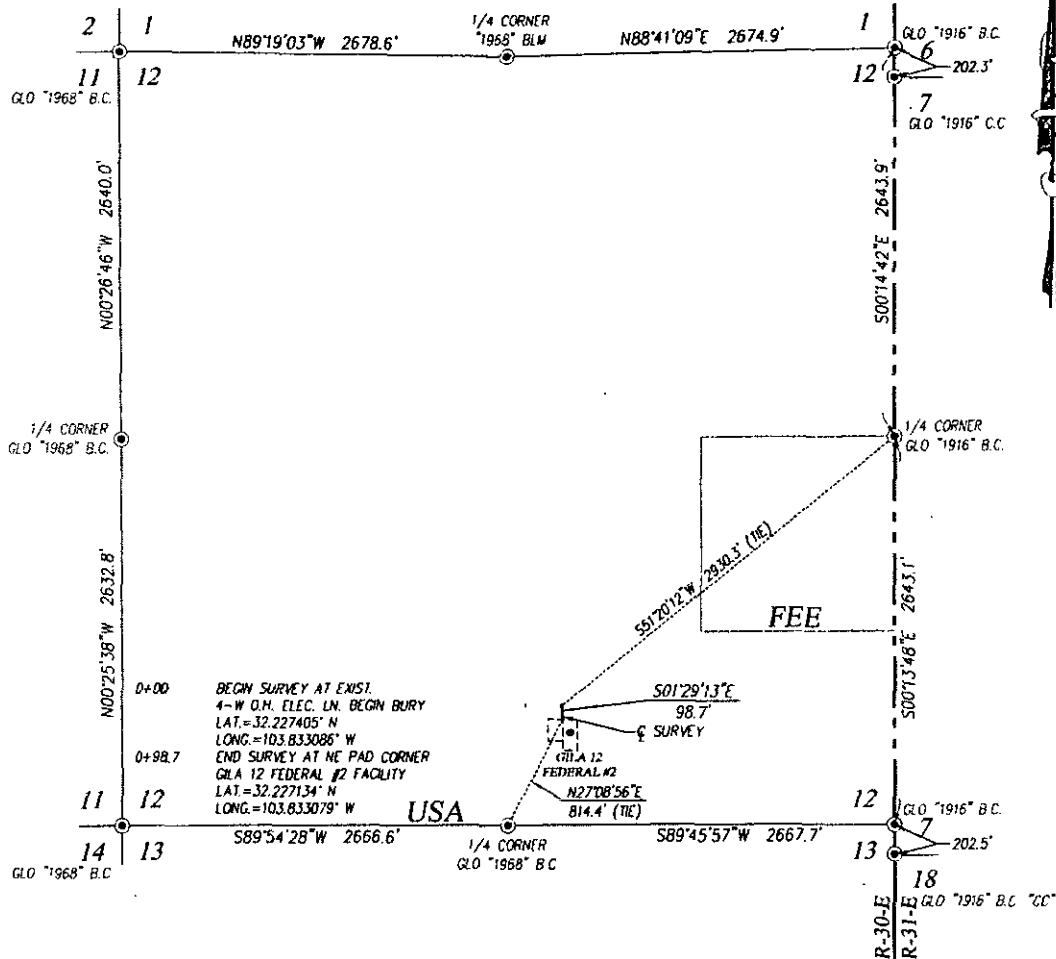 2
1
N89°19'03"W 2678.6'
1/4 CORNER
"1968" BLM
N88°41'09"E 2674.9'
1
GLO "1916" B.C.
6
202.3'
11
12
12
7
GLO "1968" B.C.
GLO "1916" C.C
N00°26'46"W 2640.0'
S00°14'42"E 2643.9'
1/4 CORNER
GLO "1968" B.C.
1/4 CORNER
GLO "1916" B.C.
N00°25'38"W 2632.8'
S51°20'12"W 2930.3' (TIE)
FEE
S00°13'48"E 2643.1'
0+00 BEGIN SURVEY AT EXIST.
4-W O.H. ELEC. LN. BEGIN BURY
LAT.=32.227405° N
LONG.=103.833086° W
0+98.7 END SURVEY AT NE PAD CORNER
GILA 12 FEDERAL #2 FACILITY
LAT.=32.227134° N
LONG.=103.833079° W
S01°29'13"E
98.7'
℄ SURVEY
GILA 12
FEDERAL #2
N27°08'56"E
814.4' (TIE)
USA
11
12
S89°54'28"W 2666.6'
S89°45'57"W 2667.7'
12
GLO "1916" B.C.
7
202.5'
14
13
GLO "1968" B.C
1/4 CORNER
GLO "1968" B.C
13
18
GLO "1916" B.C. "CC"
R-30-E
R-31-E